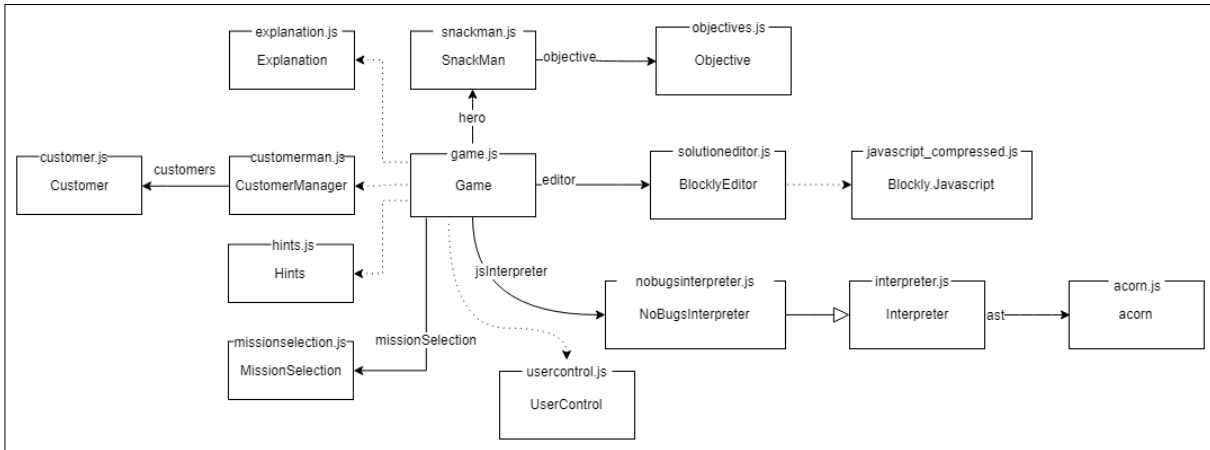 explanation.js
Explanation
snackman.js
SnackMan
objective
objectives.js
Objective
hero
customer.js
Customer
customers
customerman.js
CustomerManager
game.js
Game
editor
solutioneditor.js
BlocklyEditor
javascript_compressed.js
Blockly.Javascript
hints.js
Hints
jsInterpreter
nobugsinterpreter.js
NoBugsInterpreter
interpreter.js
Interpreter
ast
acorn.js
acorn
missionSelection
missionselection.js
MissionSelection
usercontrol.js
UserControl